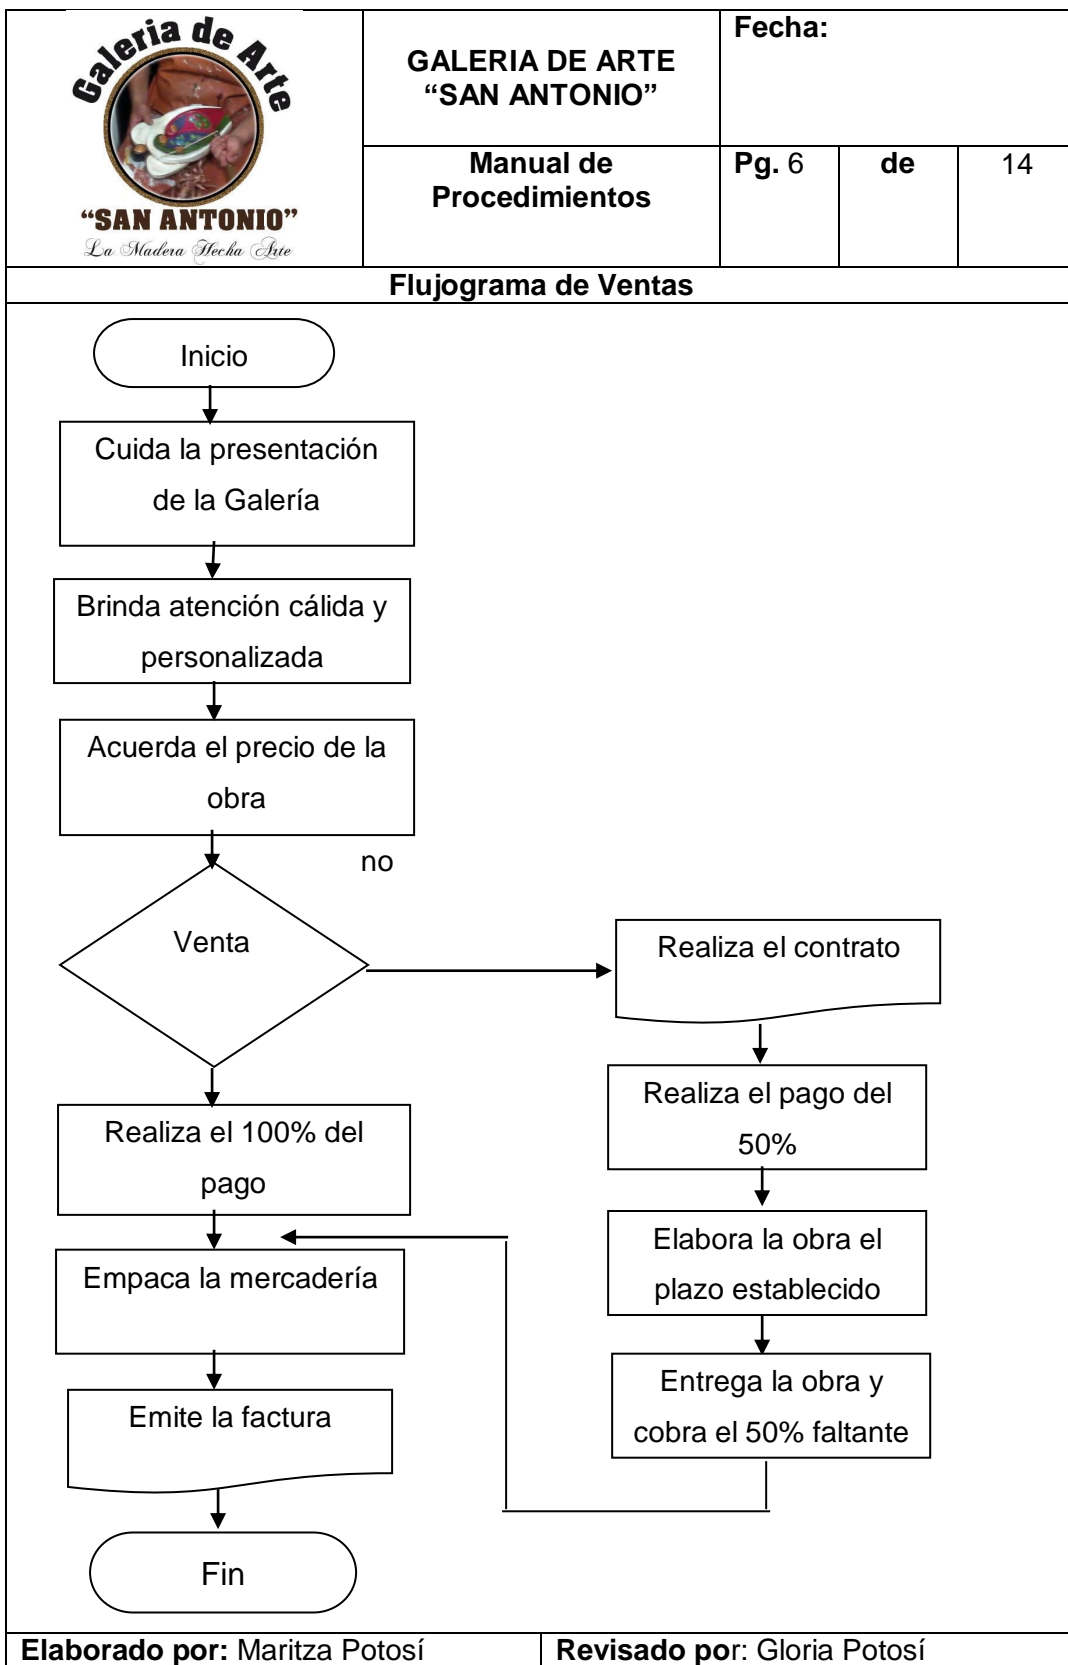 Galeria de Arte
“SAN ANTONIO”
La Madera Hecha Arte
GALERIA DE ARTE
“SAN ANTONIO”
Fecha:
Manual de
Procedimientos
Pg. 6 de 14
Flujograma de Ventas
Inicio
Cuida la presentación
de la Galería
Brinda atención cálida y
personalizada
Acuerda el precio de la
obra
no
Venta
Realiza el contrato
Realiza el pago del
50%
Elabora la obra el
plazo establecido
Entrega la obra y
cobra el 50% faltante
Realiza el 100% del
pago
Empaca la mercadería
Emite la factura
Fin
Elaborado por: Maritza Potosí
Revisado por: Gloria Potosí